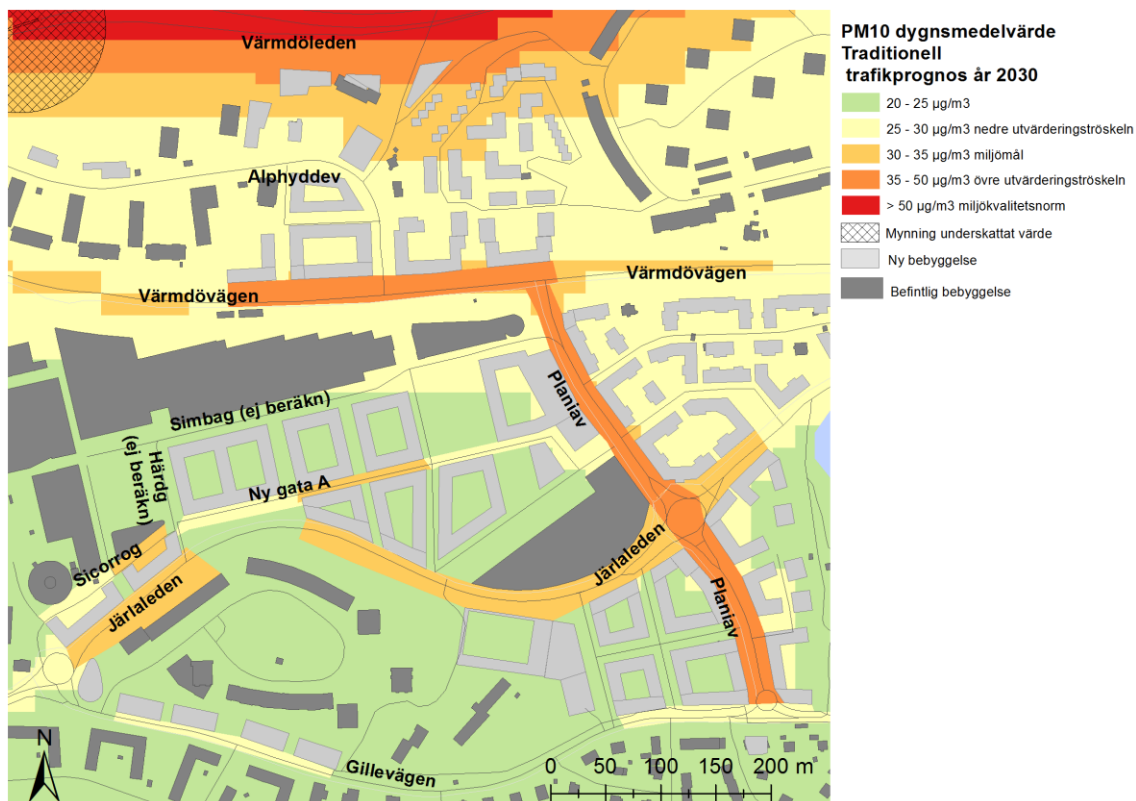 PM10 dygnsmedelvärde
Traditionell
trafikprognos år 2030
20 - 25 µg/m3
25 - 30 µg/m3 nedre utvärderingströskeln
30 - 35 µg/m3 miljömål
35 - 50 µg/m3 övre utvärderingströskeln
> 50 µg/m3 miljökvalitetsnorm
Mynning underskattat värde
Ny bebyggelse
Befintlig bebyggelse
Värmdöleden
Alphyddev
Värmdövägen
Värmdövägen
Planiav
Simbag (ej beräkn)
Härdg
(ej beräkn)
Ny gata A
Sicorrog
Järlaleden
Järlaleden
Planiav
Gillevägen
N
0 50 100 150 200 m